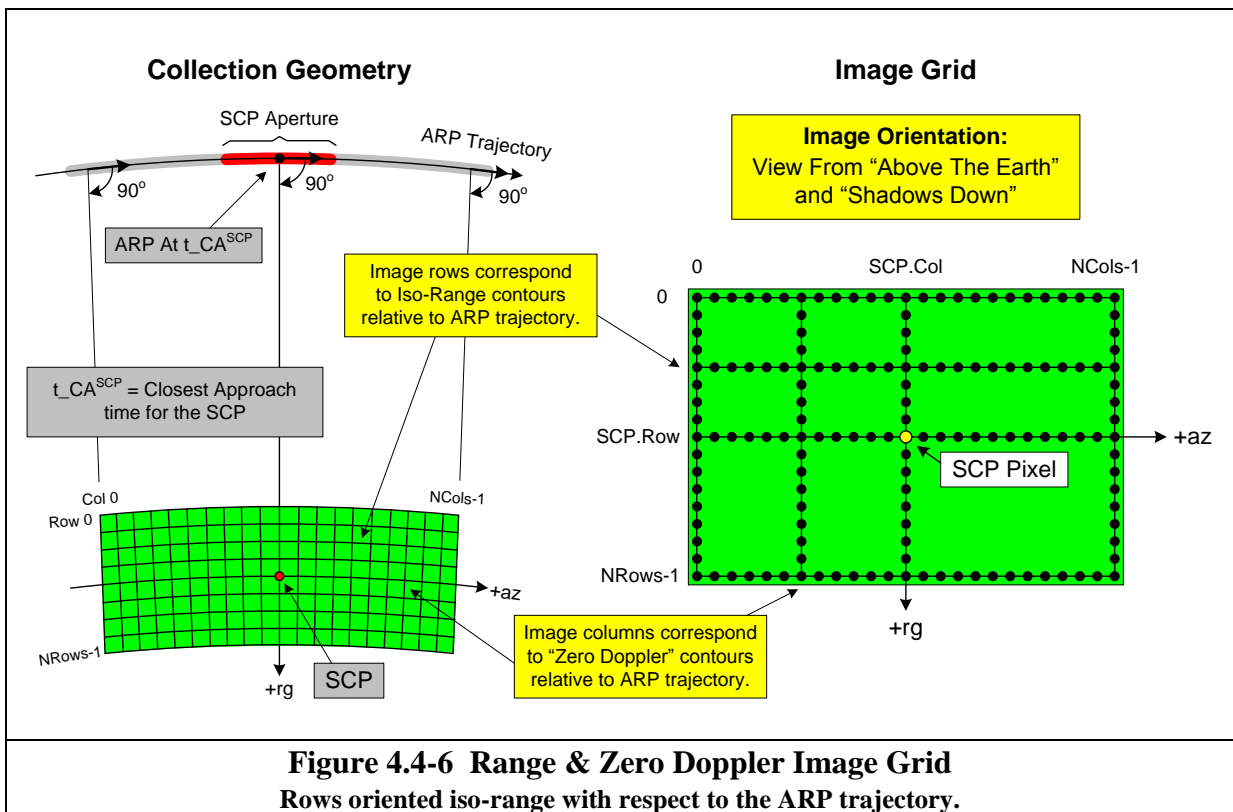 Collection Geometry
SCP Aperture
ARP Trajectory
90°
90°
90°
ARP At t_CA^SCP
t_CA^SCP = Closest Approach
time for the SCP
Image rows correspond
to Iso-Range contours
relative to ARP trajectory.
Col 0
NCols-1
Row 0
+az
NRows-1
+rg
SCP
Image columns correspond
to “Zero Doppler” contours
relative to ARP trajectory.
Image Grid
Image Orientation:
View From “Above The Earth”
and “Shadows Down”
0
SCP.Col
NCols-1
0
SCP.Row
+az
SCP Pixel
NRows-1
+rg
Figure 4.4-6 Range & Zero Doppler Image Grid
Rows oriented iso-range with respect to the ARP trajectory.